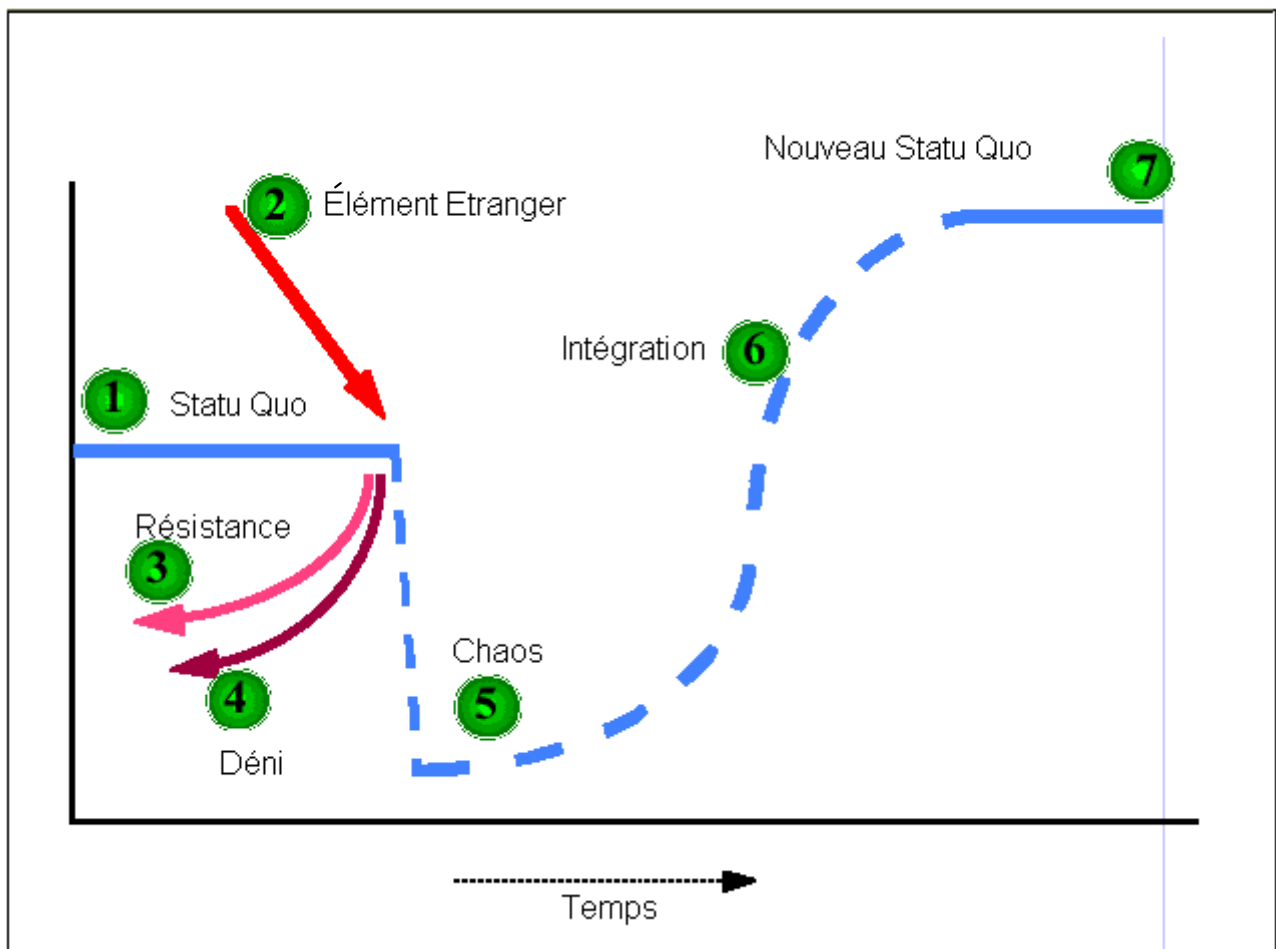 Nouveau Statu Quo
7
2
Élément Etranger
Intégration
6
1
Statu Quo
Résistance
3
Chaos
5
4
Déni
Temps